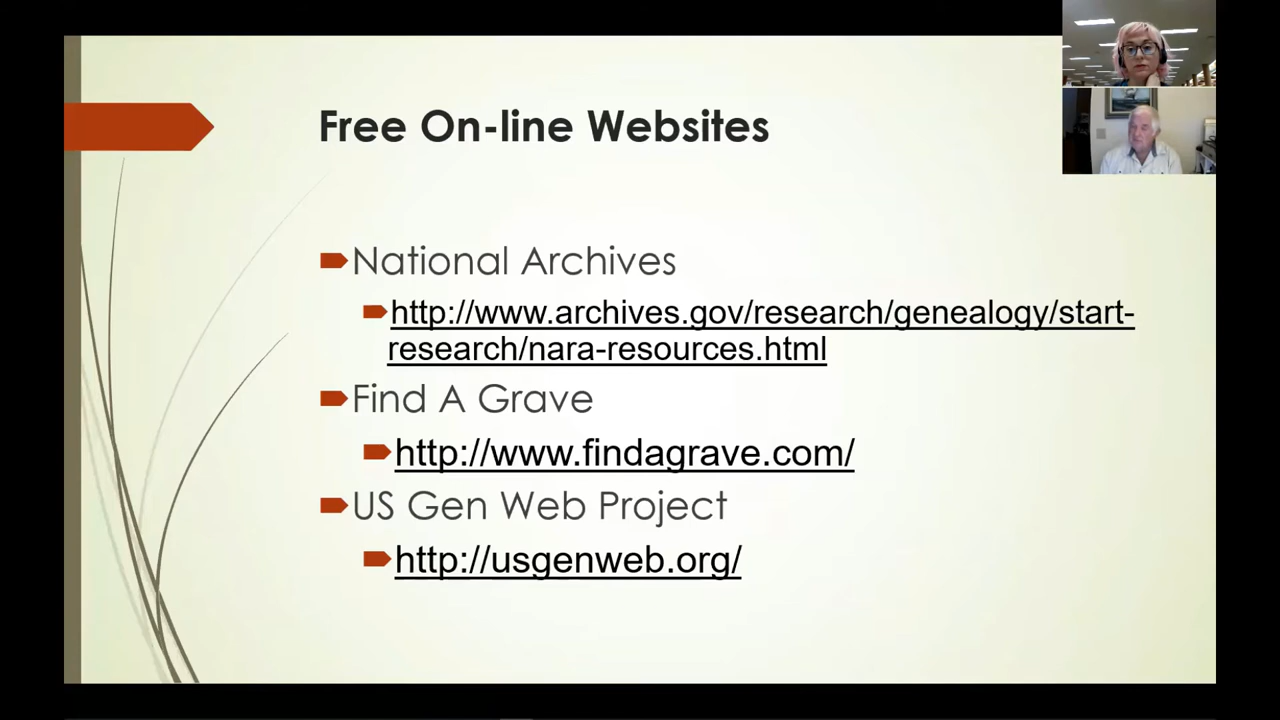 Free On-line Websites
National Archives
http://www.archives.gov/research/genealogy/start-
research/nara-resources.html
Find A Grave
http://www.findagrave.com/
US Gen Web Project
http://usgenweb.org/